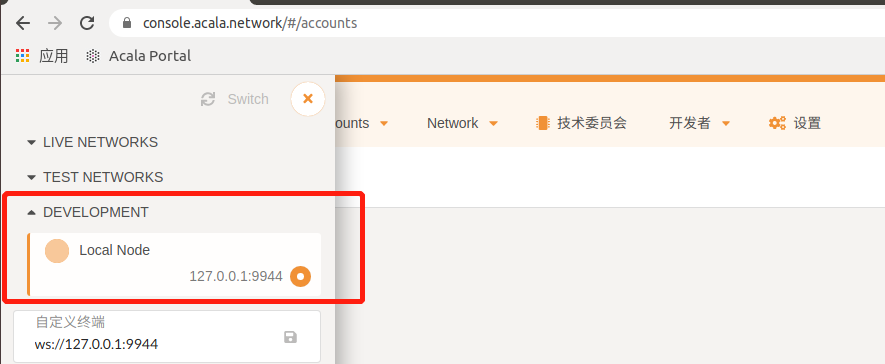 console.acala.network/#/accounts
应用 Acala Portal
Switch
ounts Network 技术委员会 开发者 设置
LIVE NETWORKS
TEST NETWORKS
DEVELOPMENT
Local Node
127.0.0.1:9944
自定义终端
ws://127.0.0.1:9944